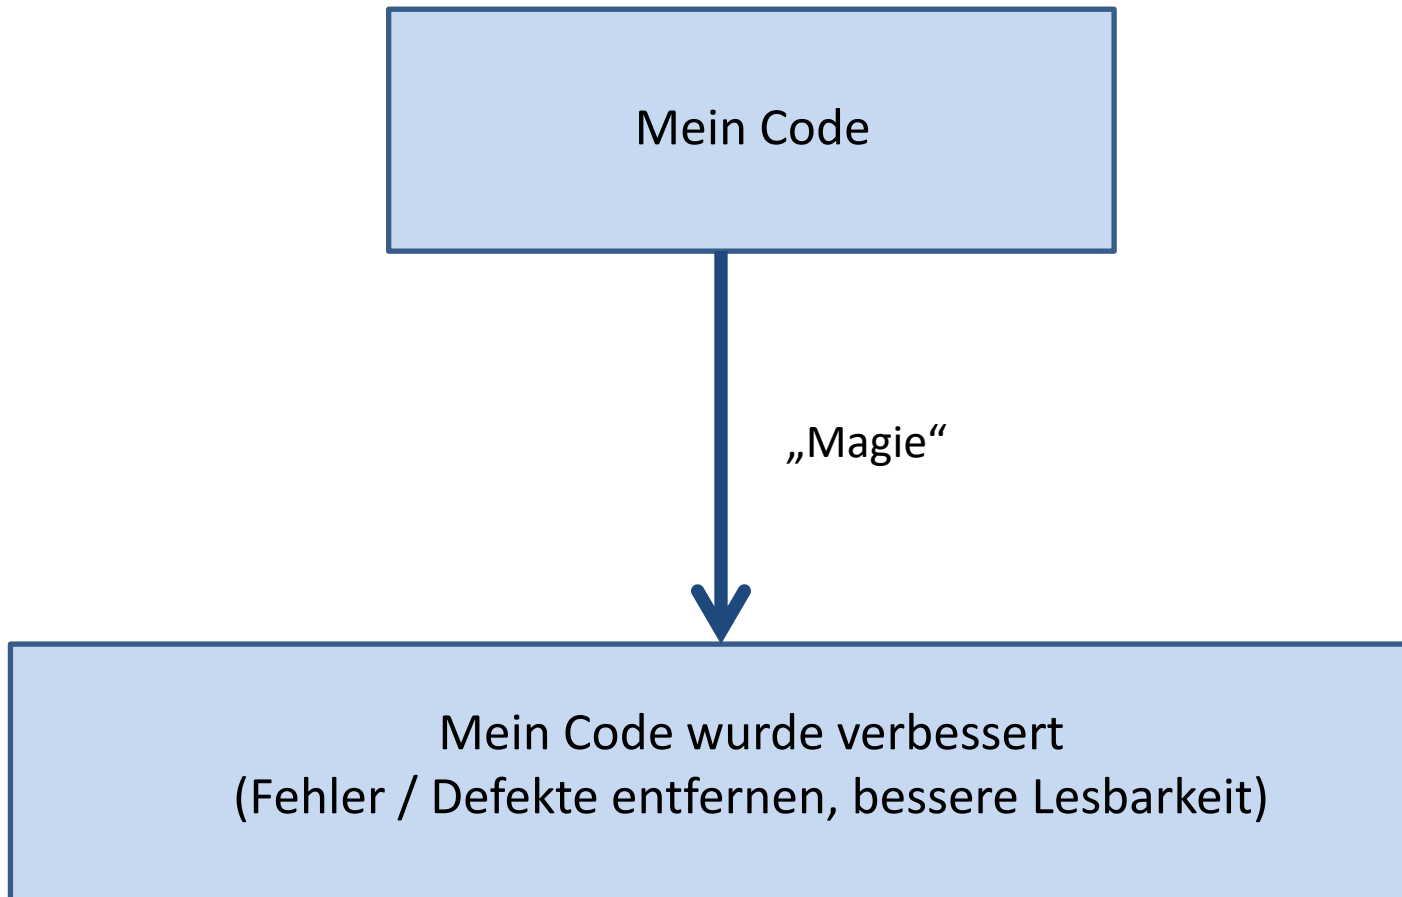 Mein Code
„Magie“
Mein Code wurde verbessert
(Fehler / Defekte entfernen, bessere Lesbarkeit)